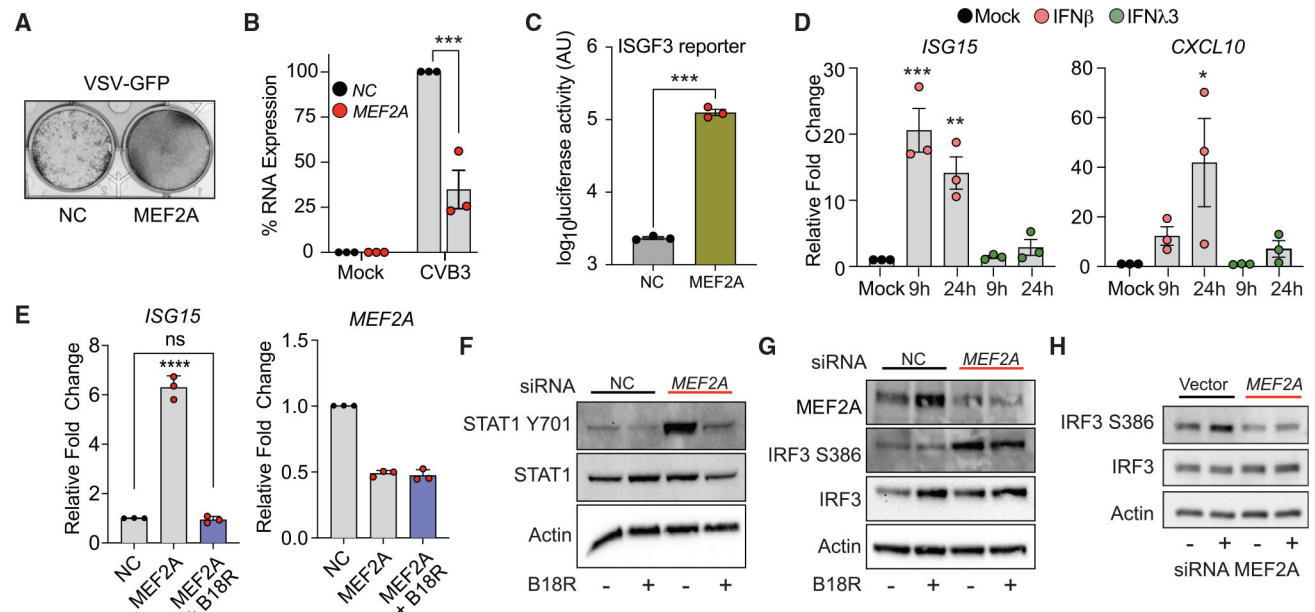 A
VSV-GFP
NC MEF2A
B
% RNA Expression
100
75
50
25
0
***
NC
MEF2A
Mock CVB3
C
ISGF3 reporter
log10luciferase activity (AU)
6
5
4
3
***
NC MEF2A
Mock IFNβ IFNλ3
D
ISG15
Relative Fold Change
30
20
10
0
***
**
Mock 9h 24h 9h 24h
CXCL10
80
60
40
20
0
*
Mock 9h 24h 9h 24h
E
ISG15
Relative Fold Change
8
6
4
2
0
ns
****
NC
MEF2A
MEF2A
+ B18R
MEF2A
Relative Fold Change
1.5
1.0
0.5
0.0
NC
MEF2A
MEF2A
+ B18R
F
siRNA NC MEF2A
STAT1 Y701
STAT1
Actin
B18R - + - +
G
siRNA NC MEF2A
MEF2A
IRF3 S386
IRF3
Actin
B18R - + - +
H
Vector MEF2A
IRF3 S386
IRF3
Actin
- + - +
siRNA MEF2A